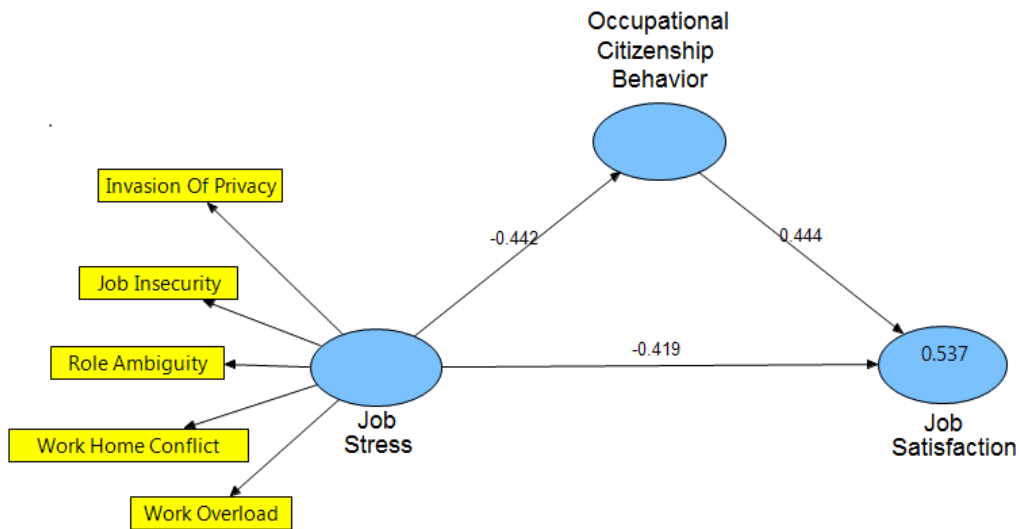 Occupational
Citizenship
Behavior
Invasion Of Privacy
-0.442
0.444
Job Insecurity
Role Ambiguity
-0.419
0.537
Work Home Conflict
Job
Stress
Job
Satisfaction
Work Overload